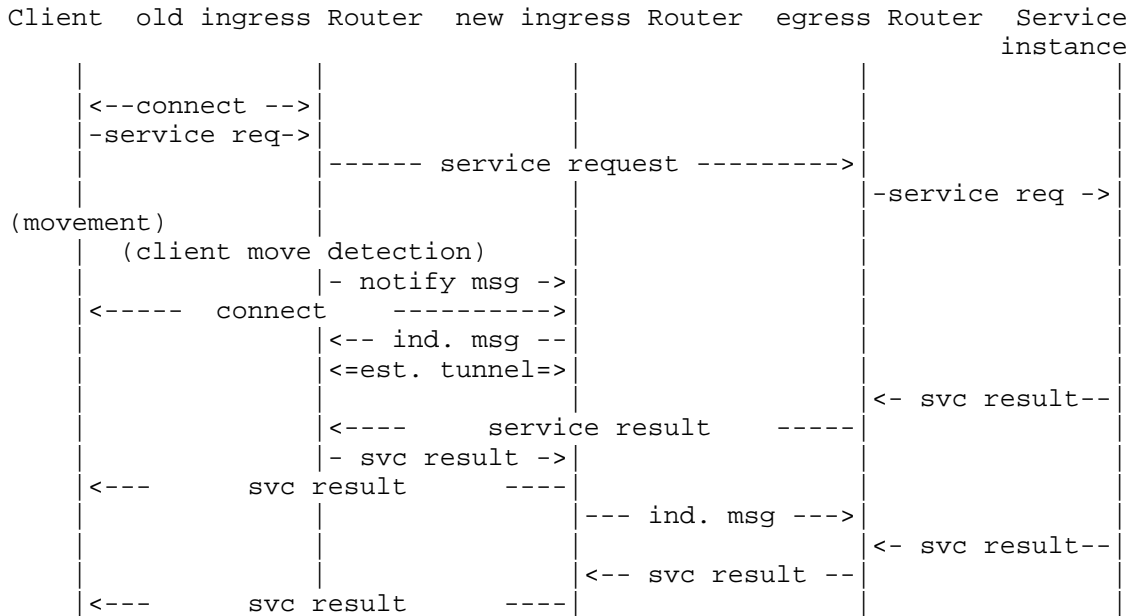 Client  old ingress Router  new ingress Router  egress Router  Service
                                                              instance
     |               |                |                 |               |
     |<--connect -->|                |                 |               |
     |-service req->|                |                 |               |
     |               |------ service request --------->|               |
     |               |                |                 |-service req ->|
(movement)           |                |                 |               |
     |  (client move detection)       |                 |               |
     |               |- notify msg ->|                 |               |
     |<-----  connect    ---------->|                 |               |
     |               |<-- ind. msg --|                 |               |
     |               |<=est. tunnel=>|                 |               |
     |               |                |                 |<- svc result--|
     |               |<----    service result    -----|               |
     |               |- svc result ->|                 |               |
     |<---      svc result      ----|                 |               |
     |               |                |--- ind. msg --->|               |
     |               |                |                 |<- svc result--|
     |               |                |<-- svc result --|               |
     |<---      svc result      ----|                 |               |